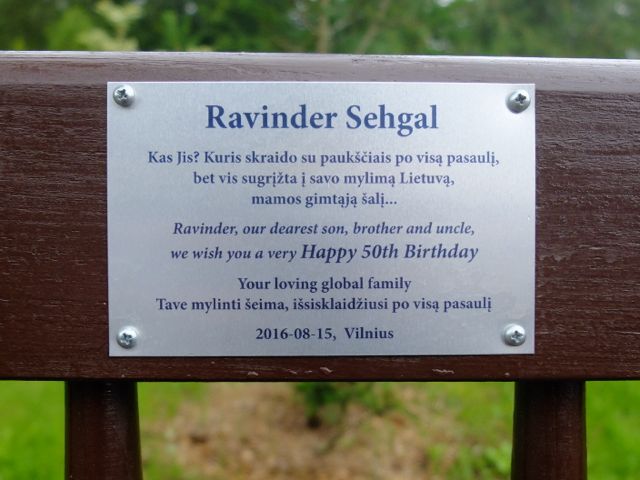 Ravinder Sehgal
Kas Jis? Kuris skraido su paukščiais po visą pasaulį,
bet vis sugrįžta į savo mylimą Lietuvą,
mamos gimtąją šalį...
Ravinder, our dearest son, brother and uncle,
we wish you a very Happy 50th Birthday
Your loving global family
Tave mylinti šeima, išsisklaidžiusi po visą pasaulį
2016-08-15, Vilnius